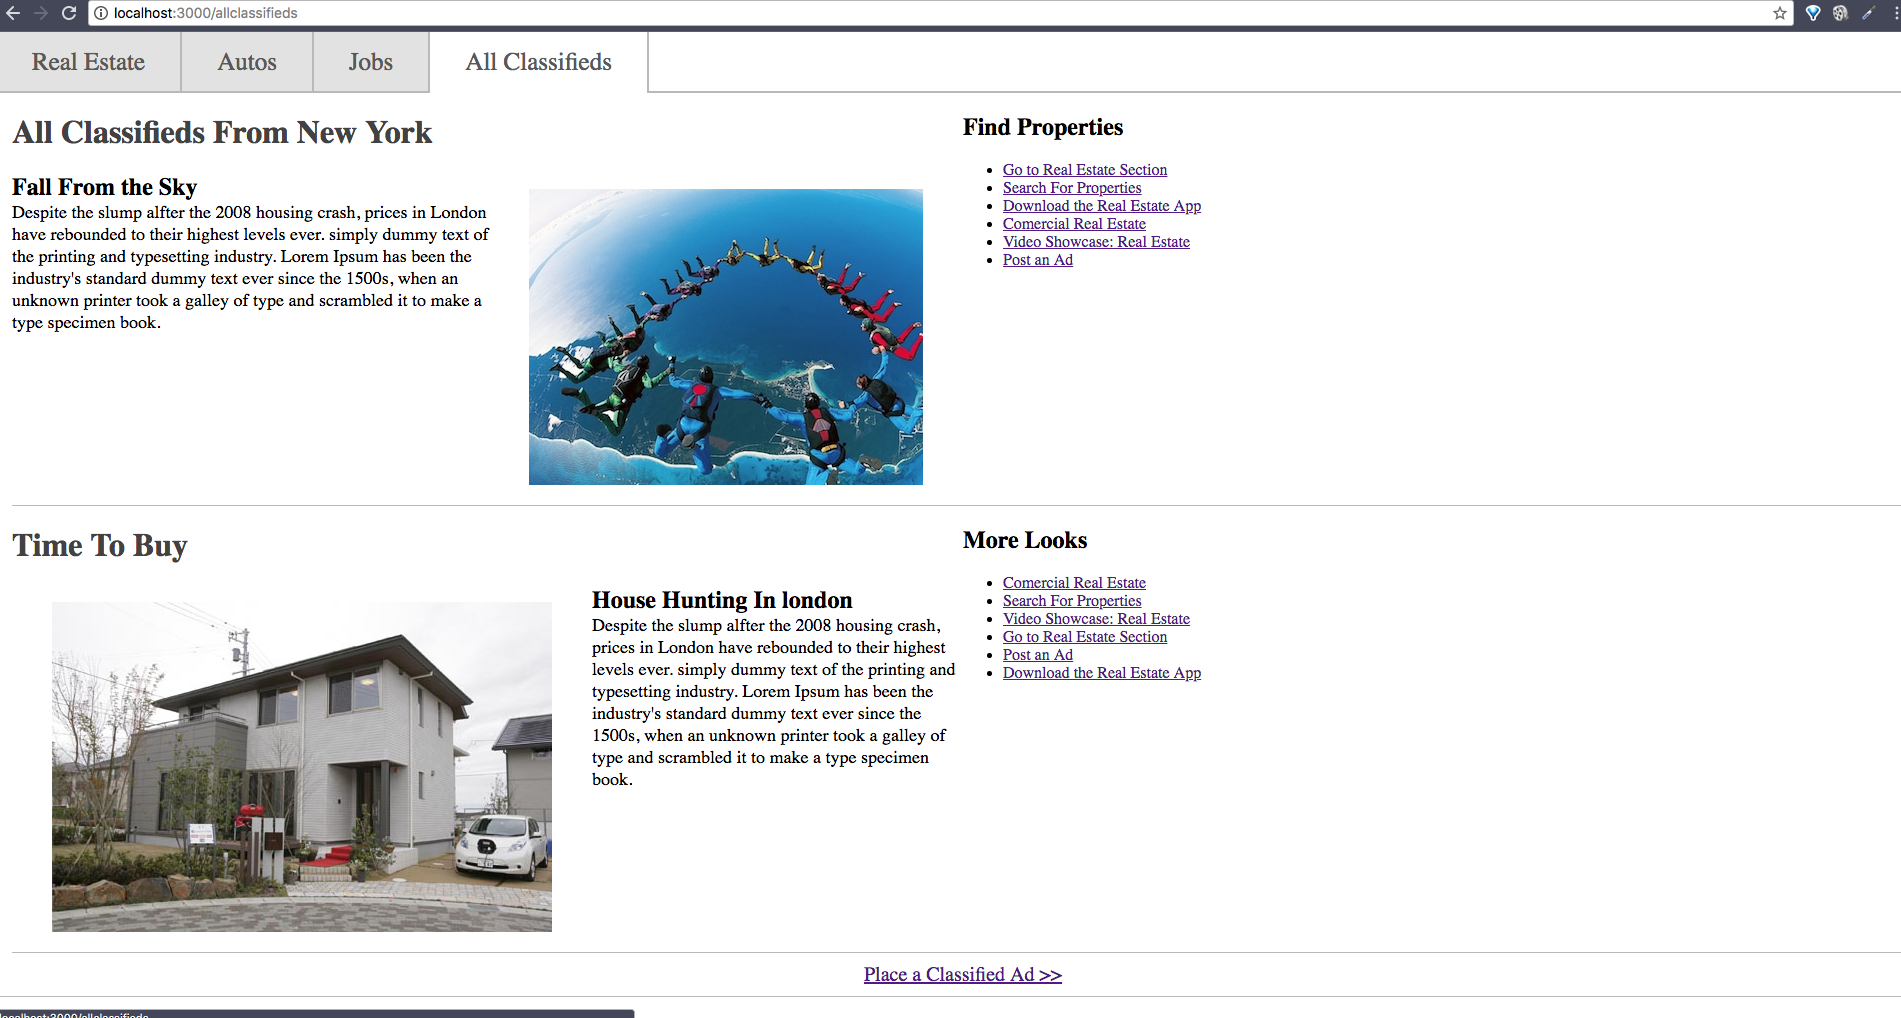 localhost:3000/allclassifieds
Real Estate
Autos
Jobs
All Classifieds
All Classifieds From New York
Fall From the Sky
Despite the slump alfter the 2008 housing crash, prices in London
have rebounded to their highest levels ever. simply dummy text of
the printing and typesetting industry. Lorem Ipsum has been the
industry's standard dummy text ever since the 1500s, when an
unknown printer took a galley of type and scrambled it to make a
type specimen book.
Find Properties
Go to Real Estate Section
Search For Properties
Download the Real Estate App
Comercial Real Estate
Video Showcase: Real Estate
Post an Ad
Time To Buy
House Hunting In london
Despite the slump alfter the 2008 housing crash,
prices in London have rebounded to their highest
levels ever. simply dummy text of the printing and
typesetting industry. Lorem Ipsum has been the
industry's standard dummy text ever since the
1500s, when an unknown printer took a galley of
type and scrambled it to make a type specimen
book.
More Looks
Comercial Real Estate
Search For Properties
Video Showcase: Real Estate
Go to Real Estate Section
Post an Ad
Download the Real Estate App
Place a Classified Ad >>
localhost:3000/allclassifieds